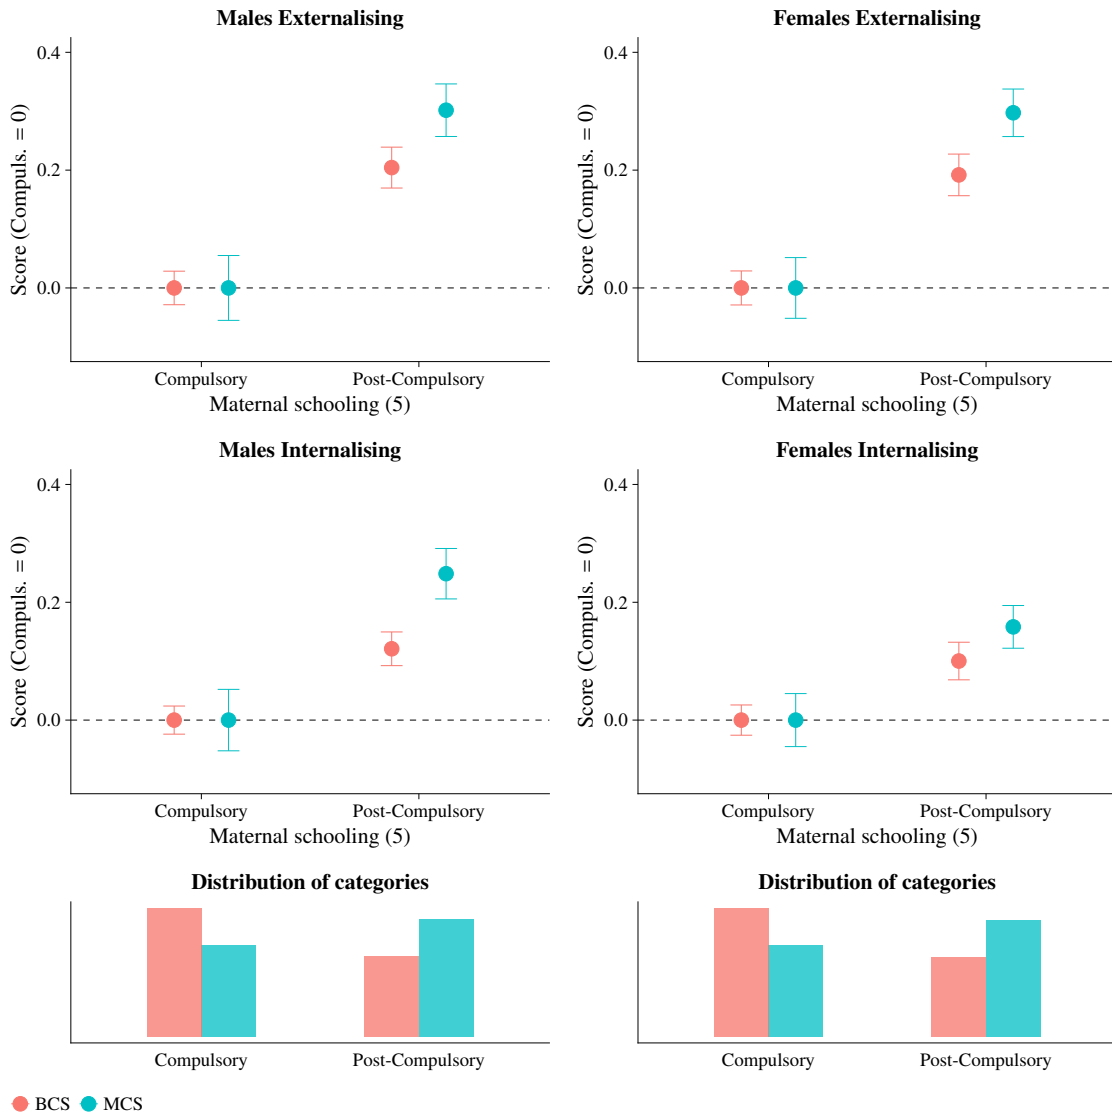 Males Externalising
Females Externalising
Score (Compuls. = 0)
0.4
0.2
0.0
Compulsory
Post-Compulsory
Maternal schooling (5)
Score (Compuls. = 0)
0.4
0.2
0.0
Compulsory
Post-Compulsory
Maternal schooling (5)
Males Internalising
Females Internalising
Score (Compuls. = 0)
0.4
0.2
0.0
Compulsory
Post-Compulsory
Maternal schooling (5)
Score (Compuls. = 0)
0.4
0.2
0.0
Compulsory
Post-Compulsory
Maternal schooling (5)
Distribution of categories
Distribution of categories
Compulsory
Post-Compulsory
Compulsory
Post-Compulsory
BCS
MCS